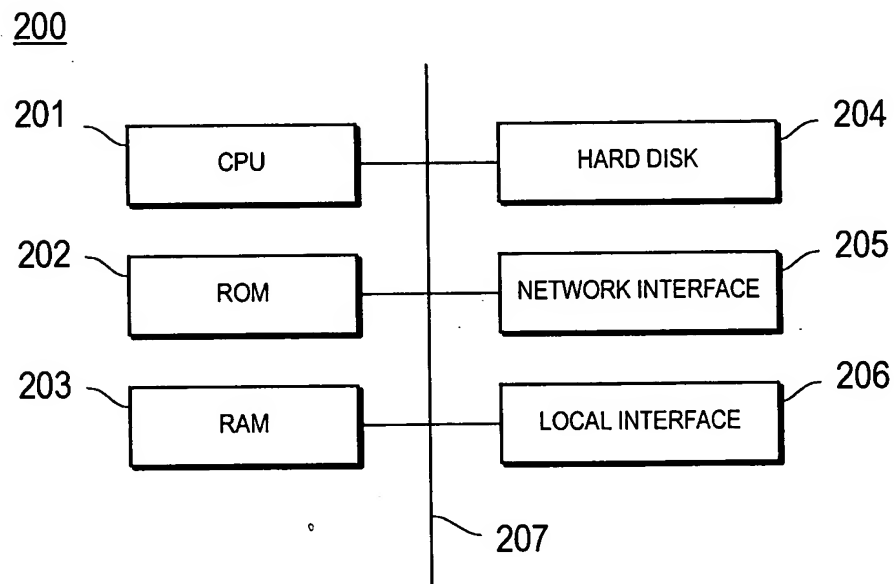 200
201
CPU
HARD DISK
204
202
ROM
NETWORK INTERFACE
205
203
RAM
LOCAL INTERFACE
206
207